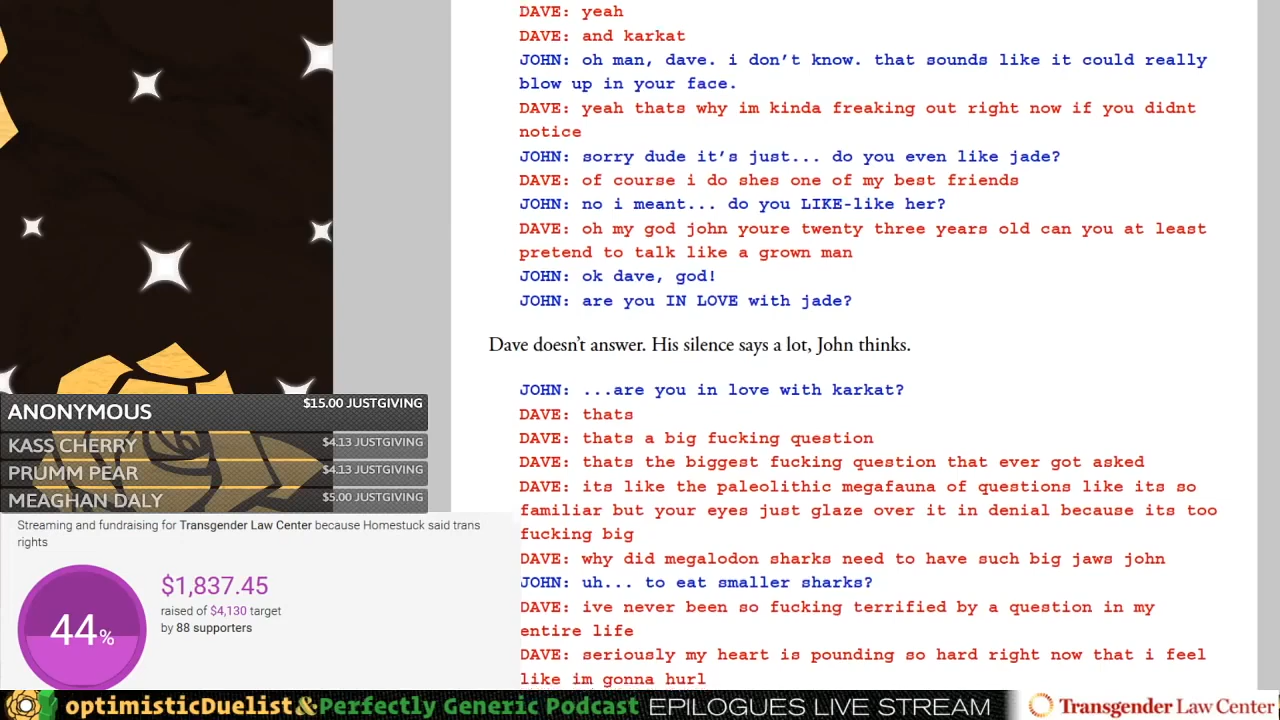 DAVE: yeah
DAVE: and karkat
JOHN: oh man, dave. i don’t know. that sounds like it could really
blow up in your face.
DAVE: yeah thats why im kinda freaking out right now if you didnt
notice
JOHN: sorry dude it’s just... do you even like jade?
DAVE: of course i do shes one of my best friends
JOHN: no i meant... do you LIKE-like her?
DAVE: oh my god john youre twenty three years old can you at least
pretend to talk like a grown man
JOHN: ok dave, god!
JOHN: are you IN LOVE with jade?
Dave doesn’t answer. His silence says a lot, John thinks.
JOHN: ...are you in love with karkat?
DAVE: thats
DAVE: thats a big fucking question
DAVE: thats the biggest fucking question that ever got asked
DAVE: its like the paleolithic megafauna of questions like its so
familiar but your eyes just glaze over it in denial because its too
fucking big
DAVE: why did megalodon sharks need to have such big jaws john
JOHN: uh... to eat smaller sharks?
DAVE: ive never been so fucking terrified by a question in my
entire life
DAVE: seriously my heart is pounding so hard right now that i feel
like im gonna hurl
ANONYMOUS $15.00 JUSTGIVING
KASS CHERRY $4.13 JUSTGIVING
PRUMM PEAR $4.13 JUSTGIVING
MEAGHAN DALY $5.00 JUSTGIVING
Streaming and fundraising for Transgender Law Center because Homestuck said trans
rights
44%
$1,837.45
raised of $4,130 target
by 88 supporters
optimisticDuelist&Perfectly Generic Podcast EPILOGUES LIVE STREAM Transgender Law Center